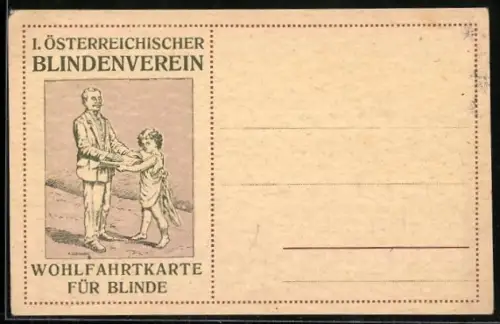 I. ÖSTERREICHISCHER
BLINDENVEREIN
WOHLFAHRTKARTE
FÜR BLINDE